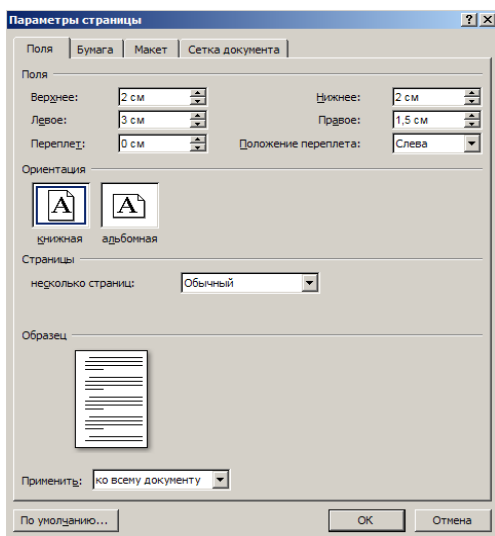 Параметры страницы
Поля Бумага Макет Сетка документа
Поля
Верхнее: 2 см Нижнее: 2 см
Левое: 3 см Правое: 1,5 см
Переплет: 0 см Положение переплета: Слева
Ориентация
A A
книжная альбомная
Страницы
несколько страниц: Обычный
Образец
Применить: ко всему документу
По умолчанию... ОК Отмена